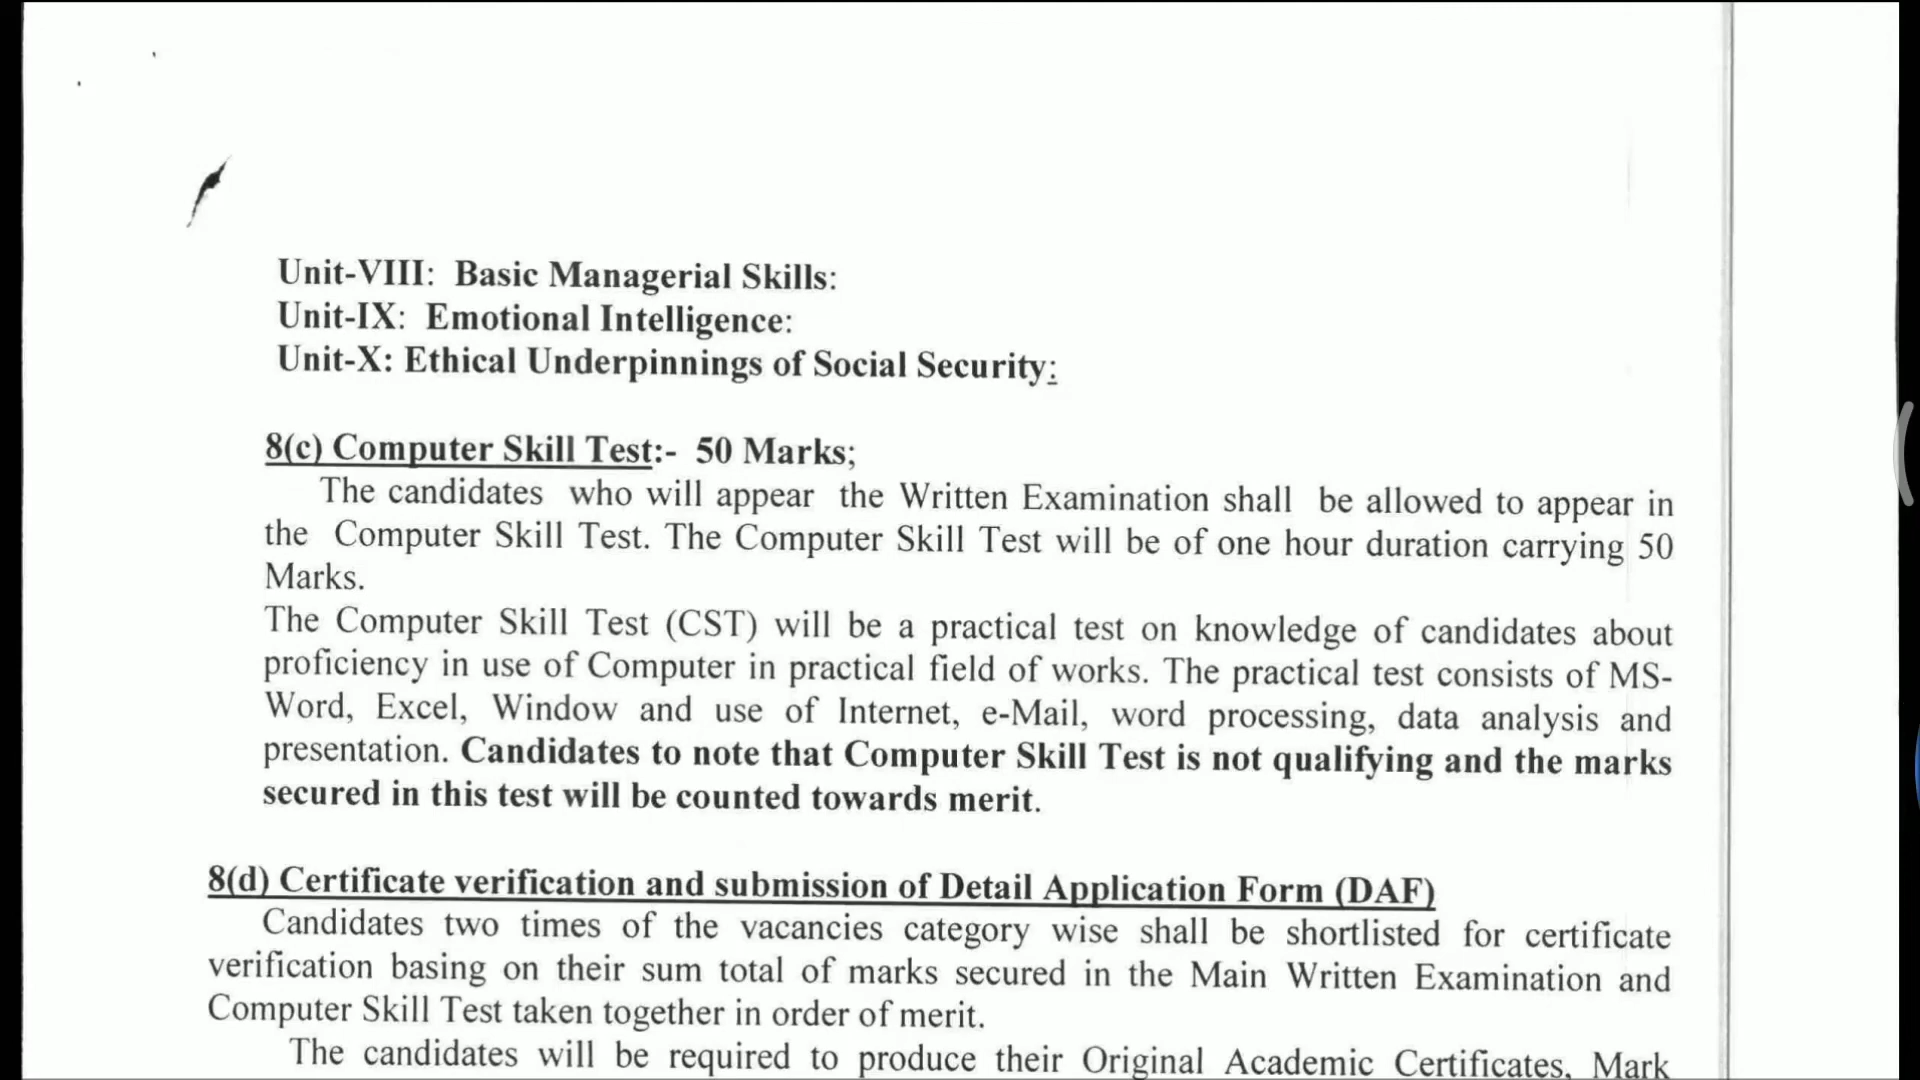 Unit-VIII: Basic Managerial Skills:
Unit-IX: Emotional Intelligence:
Unit-X: Ethical Underpinnings of Social Security:
8(c) Computer Skill Test:- 50 Marks;
The candidates who will appear the Written Examination shall be allowed to appear in
the Computer Skill Test. The Computer Skill Test will be of one hour duration carrying 50
Marks.
The Computer Skill Test (CST) will be a practical test on knowledge of candidates about
proficiency in use of Computer in practical field of works. The practical test consists of MS-
Word, Excel, Window and use of Internet, e-Mail, word processing, data analysis and
presentation. Candidates to note that Computer Skill Test is not qualifying and the marks
secured in this test will be counted towards merit.
8(d) Certificate verification and submission of Detail Application Form (DAF)
Candidates two times of the vacancies category wise shall be shortlisted for certificate
verification basing on their sum total of marks secured in the Main Written Examination and
Computer Skill Test taken together in order of merit.
The candidates will be required to produce their Original Academic Certificates, Mark